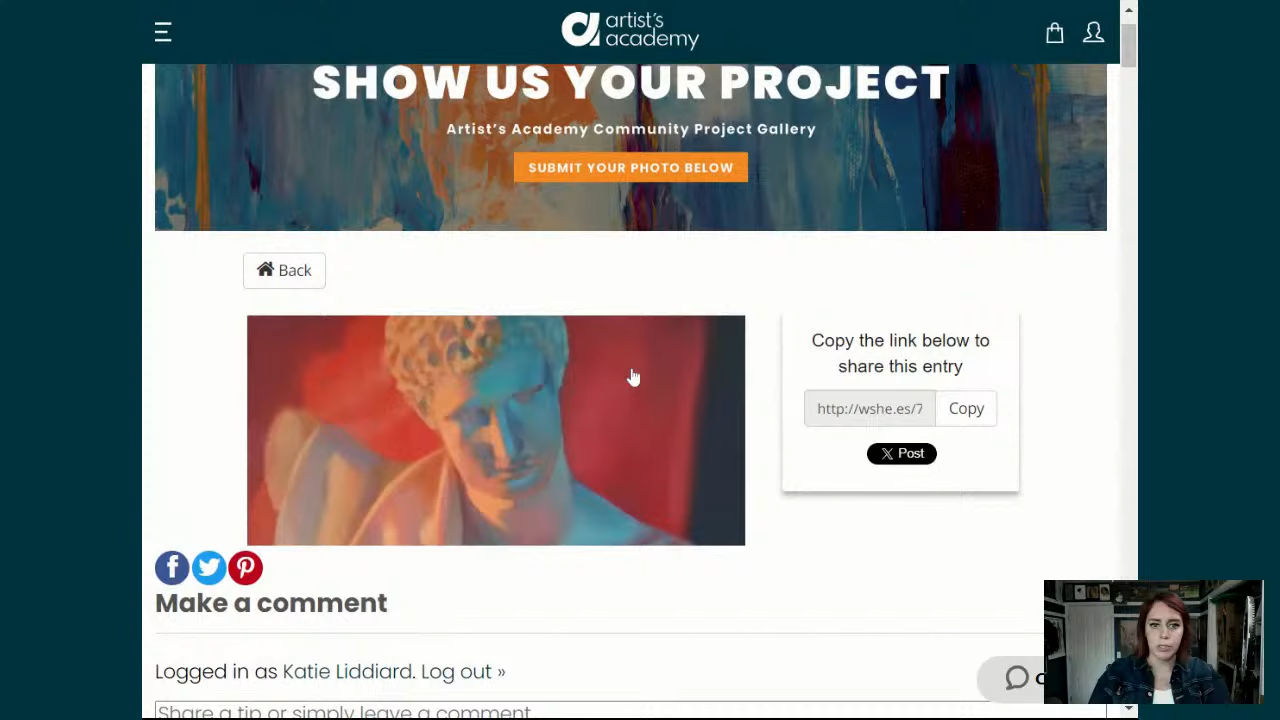 artist's
academy
SHOW US YOUR PROJECT
Artist's Academy Community Project Gallery
SUBMIT YOUR PHOTO BELOW
Back
Copy the link below to
share this entry
http://wshe.es/7
Copy
Post
Make a comment
Logged in as Katie Liddiard. Log out »
Share a tip or simply leave a comment